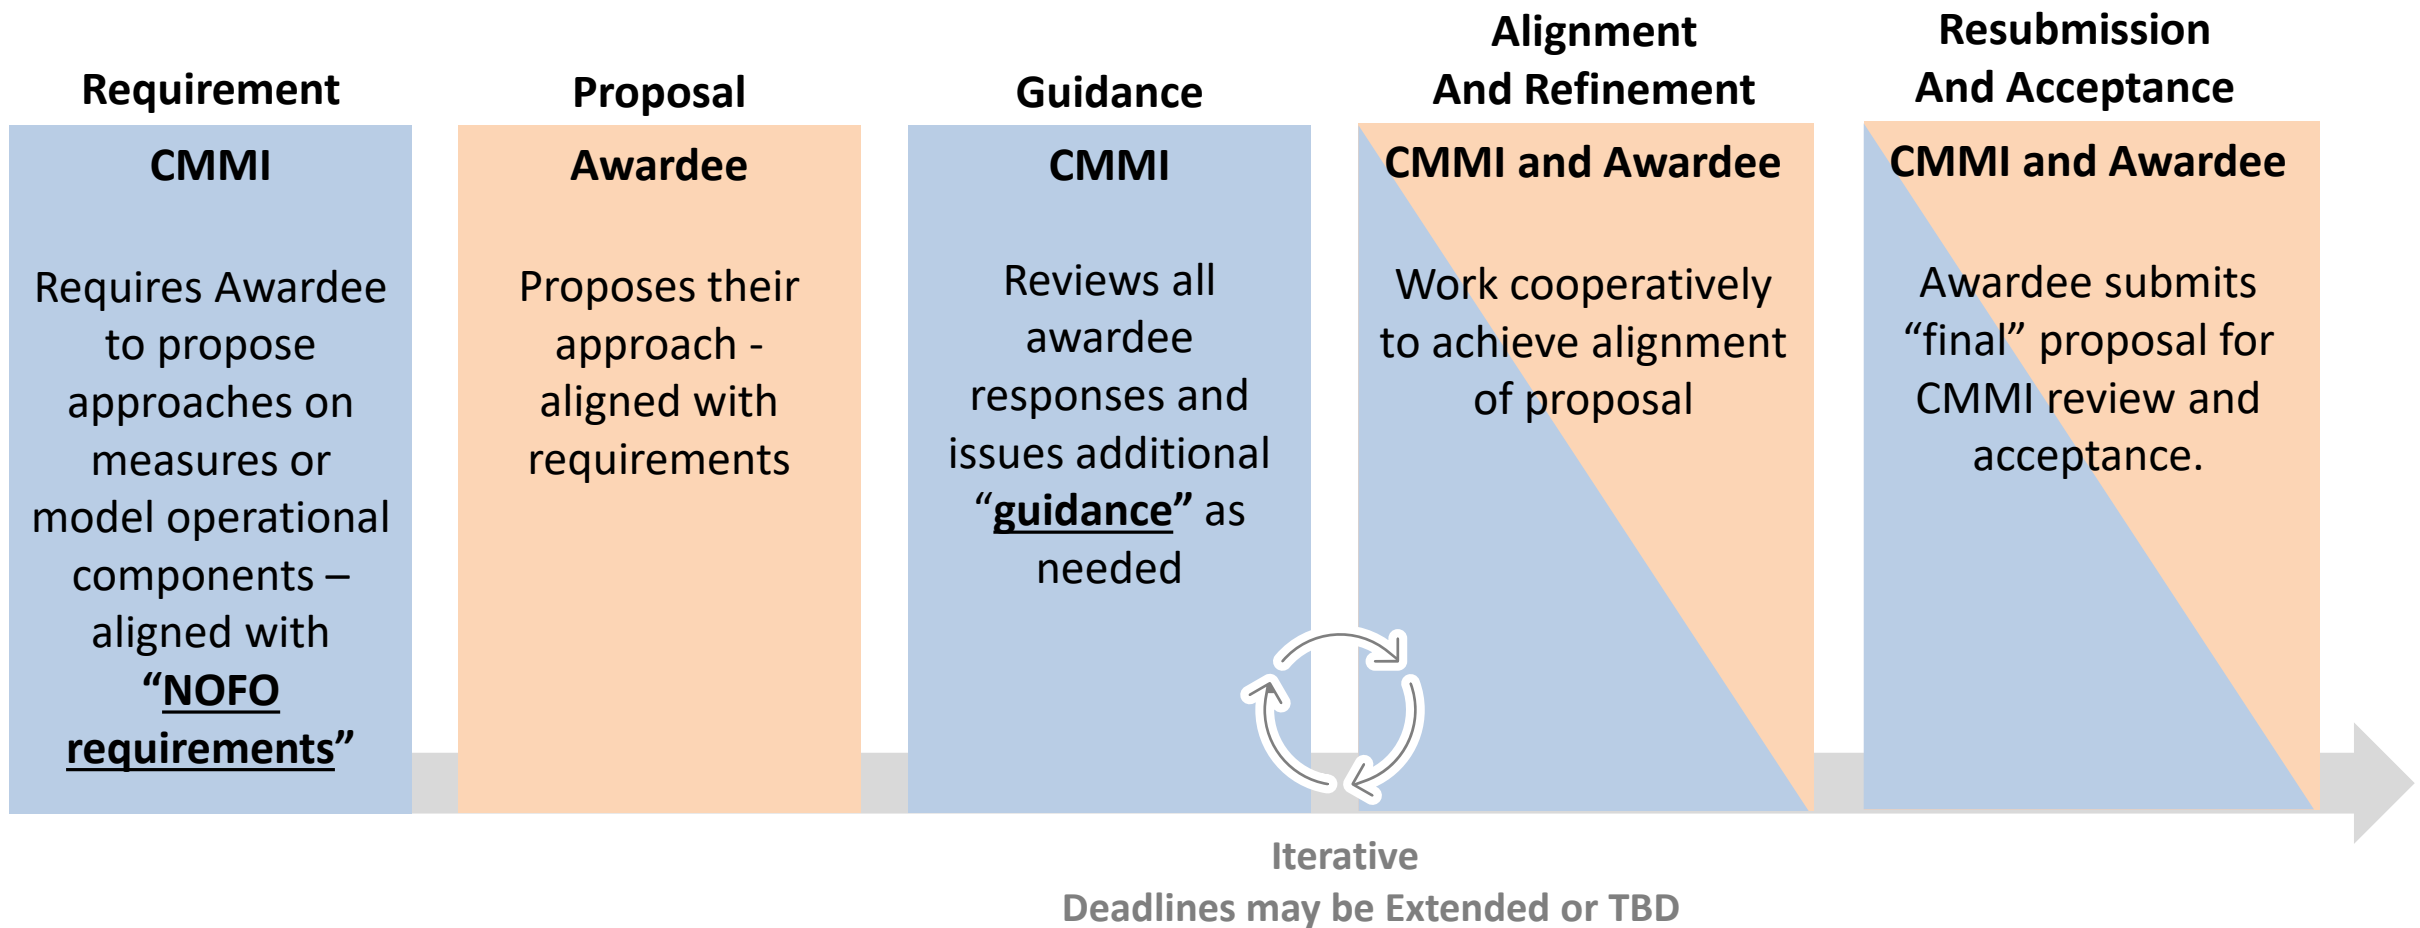 Requirement
CMMI
Requires Awardee
to propose
approaches on
measures or
model operational
components –
aligned with
“NOFO
requirements”
Proposal
Awardee
Proposes their
approach -
aligned with
requirements
Guidance
CMMI
Reviews all
awardee
responses and
issues additional
“guidance” as
needed
Alignment
And Refinement
CMMI and Awardee
Work cooperatively
to achieve alignment
of proposal
Resubmission
And Acceptance
CMMI and Awardee
Awardee submits
“final” proposal for
CMMI review and
acceptance.
Iterative
Deadlines may be Extended or TBD